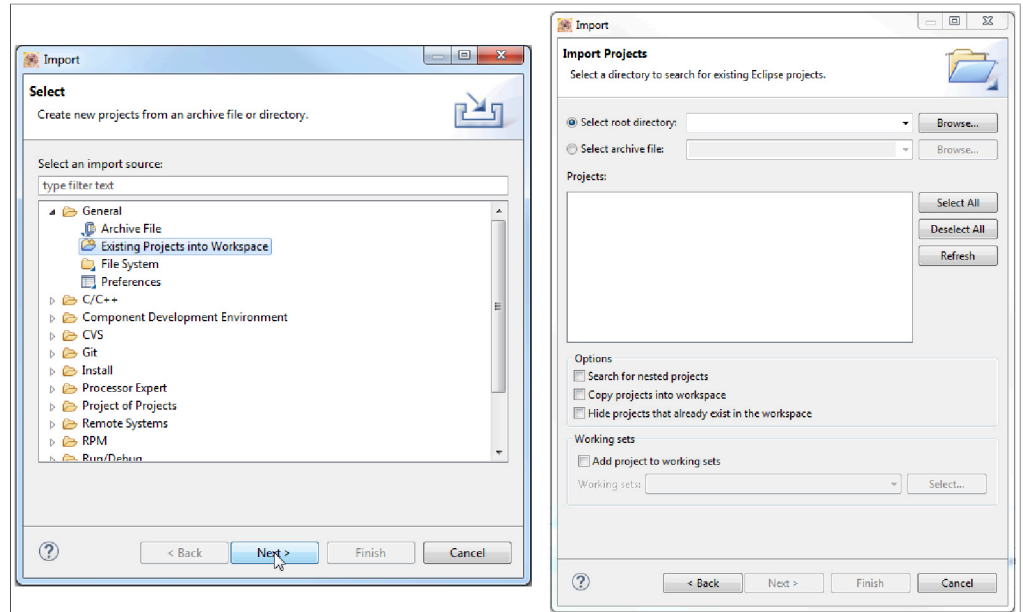 Import
Select
Create new projects from an archive file or directory.
Select an import source:
type filter text
General
Archive File
Existing Projects into Workspace
File System
Preferences
C/C++
Component Development Environment
CVS
Git
Install
Processor Expert
Project of Projects
Remote Systems
RPM
Run/Debug
< Back Next > Finish Cancel
Import
Import Projects
Select a directory to search for existing Eclipse projects.
Select root directory: Browse...
Select archive file: Browse...
Projects:
Select All
Deselect All
Refresh
Options
Search for nested projects
Copy projects into workspace
Hide projects that already exist in the workspace
Working sets
Add project to working sets
Working sets: Select...
< Back Next > Finish Cancel